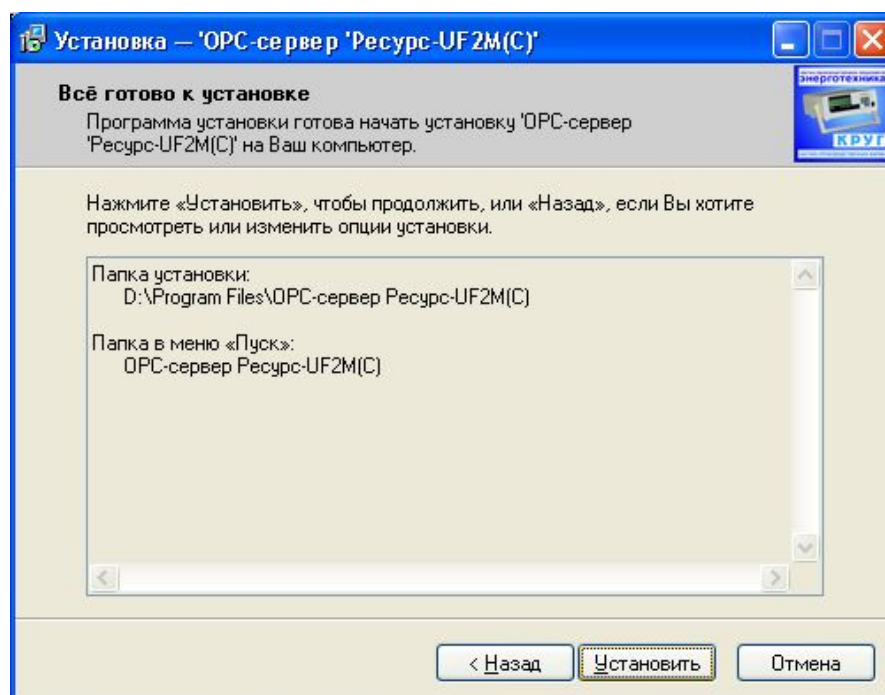 Установка — 'OPC-сервер 'Ресурс-UF2M(C)'
Всё готово к установке
Программа установки готова начать установку 'OPC-сервер
'Ресурс-UF2M(C)' на Ваш компьютер.
энерготехника
КРУГ
Нажмите «Установить», чтобы продолжить, или «Назад», если Вы хотите
просмотреть или изменить опции установки.
Папка установки:
D:\Program Files\OPC-сервер Ресурс-UF2M(C)
Папка в меню «Пуск»:
OPC-сервер Ресурс-UF2M(C)
< Назад
Установить
Отмена